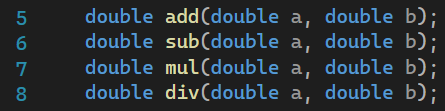 5 double add(double a, double b);
6 double sub(double a, double b);
7 double mul(double a, double b);
8 double div(double a, double b);